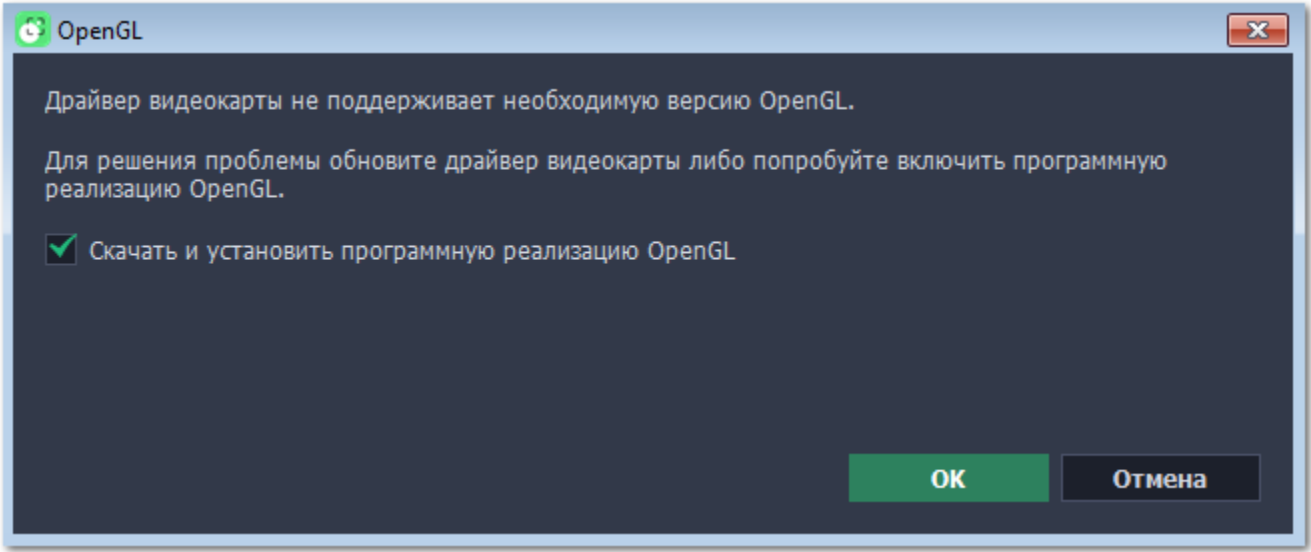 OpenGL
Драйвер видеокарты не поддерживает необходимую версию OpenGL.
Для решения проблемы обновите драйвер видеокарты либо попробуйте включить программную
реализацию OpenGL.
Скачать и установить программную реализацию OpenGL
OK
Отмена